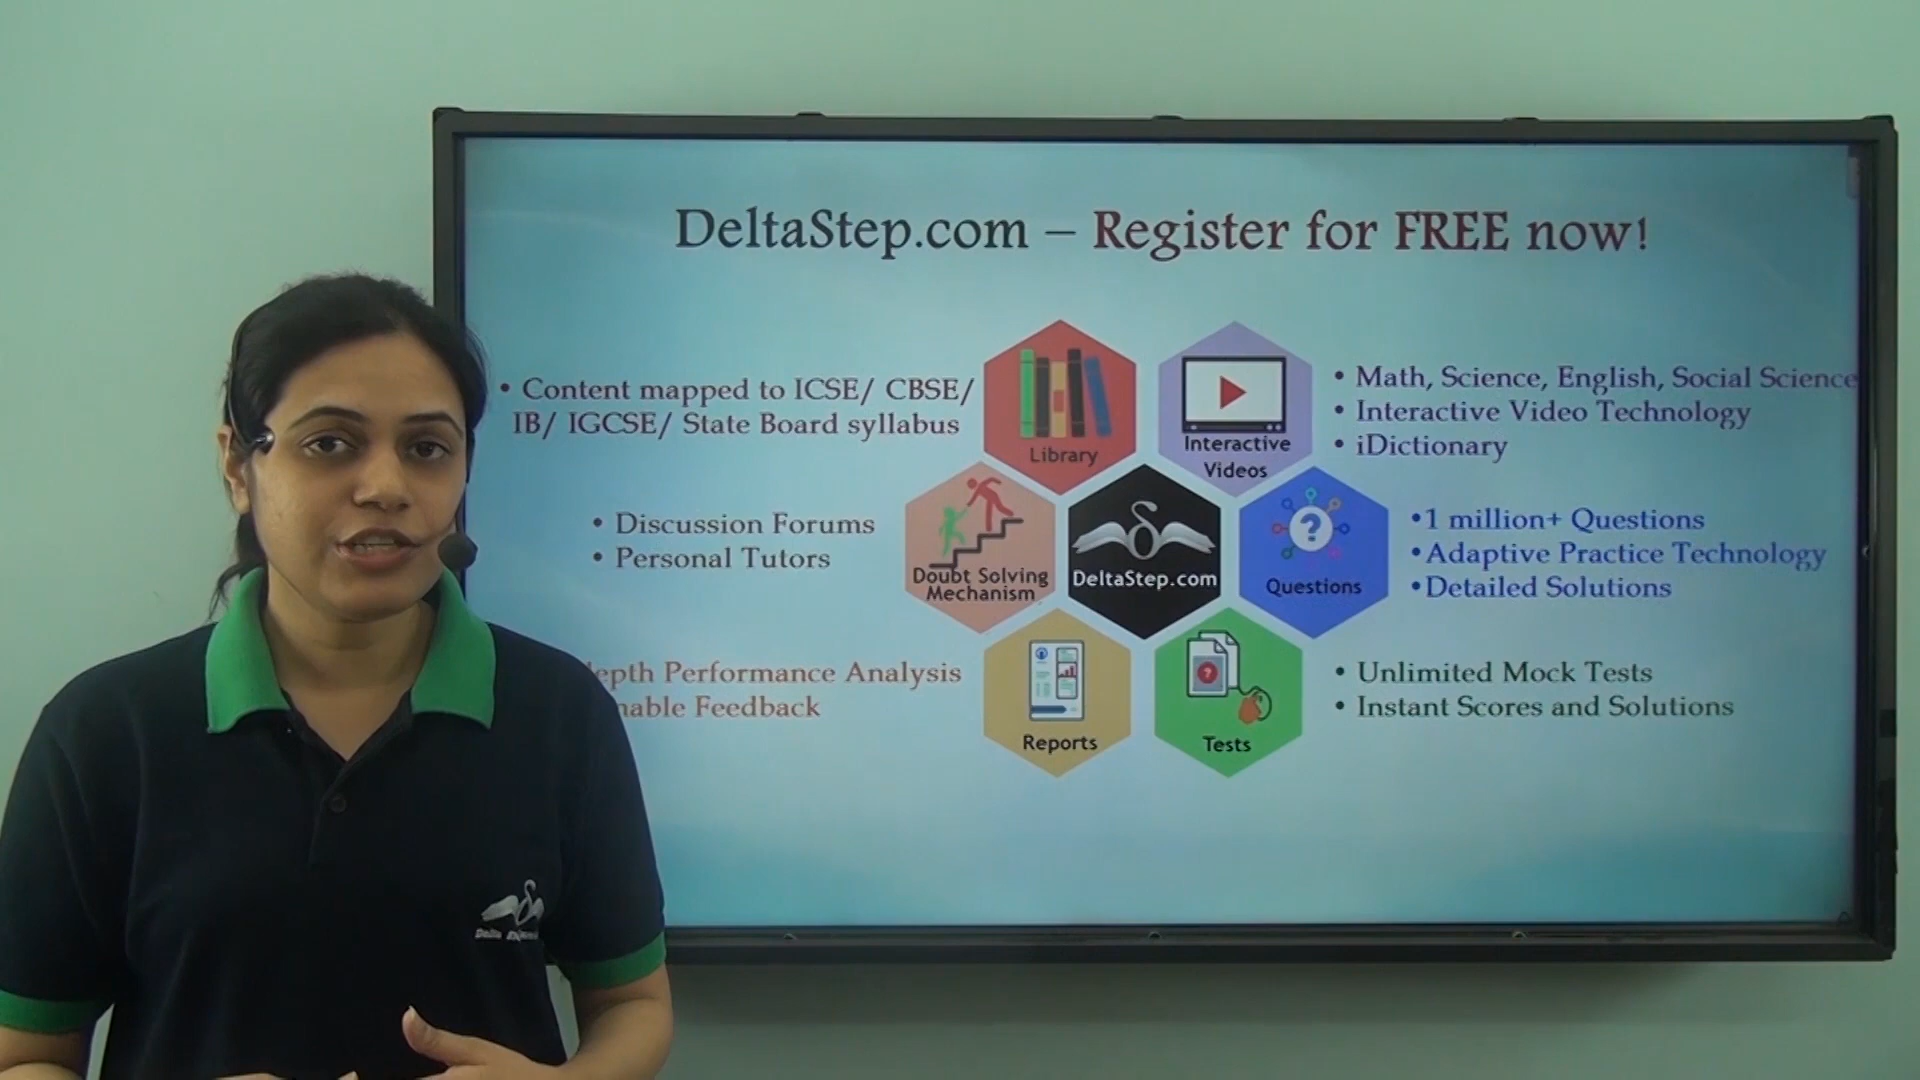 DeltaStep.com – Register for FREE now!
• Content mapped to ICSE/ CBSE/
IB/ IGCSE/ State Board syllabus
Library
Interactive
Videos
• Math, Science, English, Social Science
• Interactive Video Technology
• iDictionary
• Discussion Forums
• Personal Tutors
Doubt Solving
Mechanism
DeltaStep.com
Questions
•1 million+ Questions
•Adaptive Practice Technology
•Detailed Solutions
Performance Analysis
Feedback
Reports
Tests
• Unlimited Mock Tests
• Instant Scores and Solutions
Delta